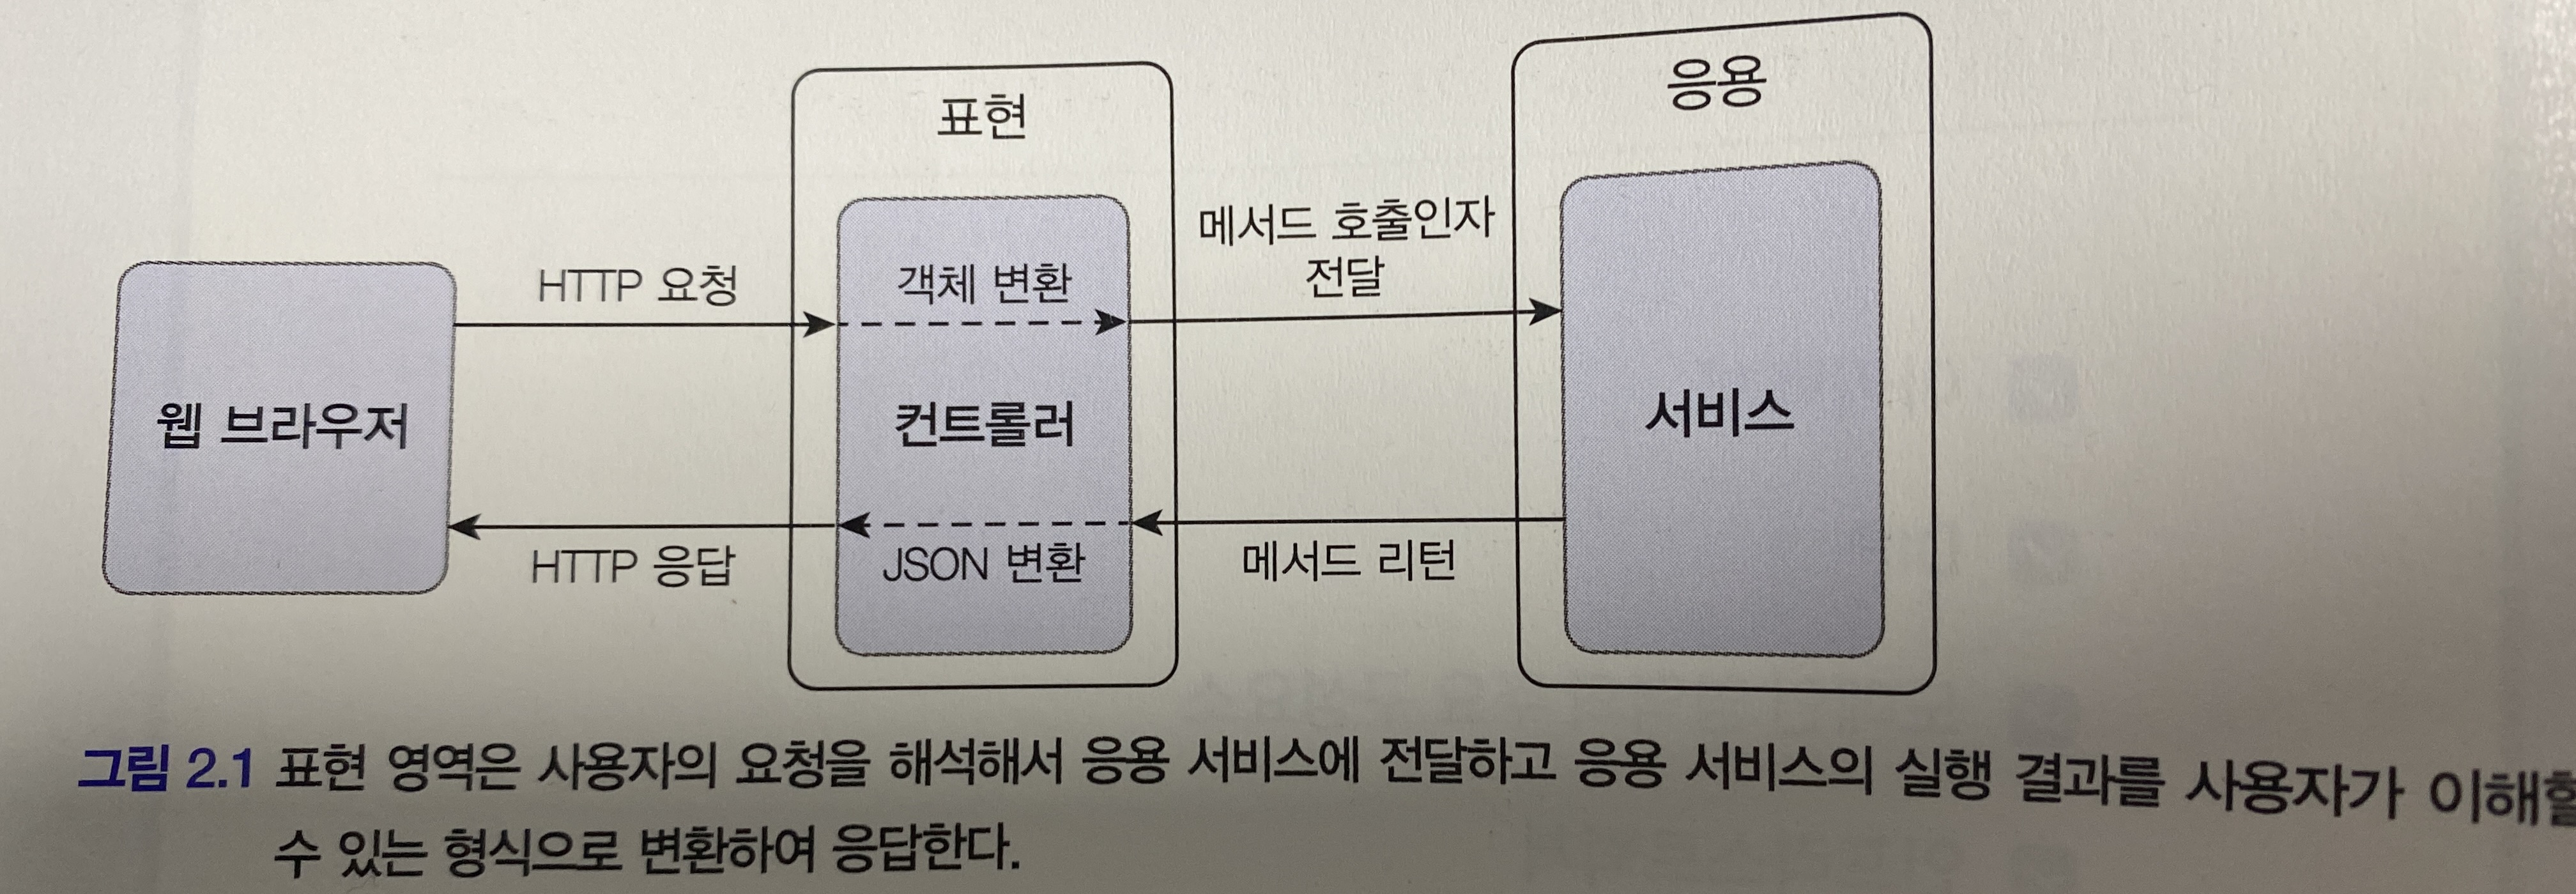 표현
응용
메서드 호출인자
전달
HTTP 요청
객체 변환
웹 브라우저
컨트롤러
서비스
HTTP 응답
JSON 변환
메서드 리턴
그림 2.1 표현 영역은 사용자의 요청을 해석해서 응용 서비스에 전달하고 응용 서비스의 실행 결과를 사용자가 이해할
수 있는 형식으로 변환하여 응답한다.